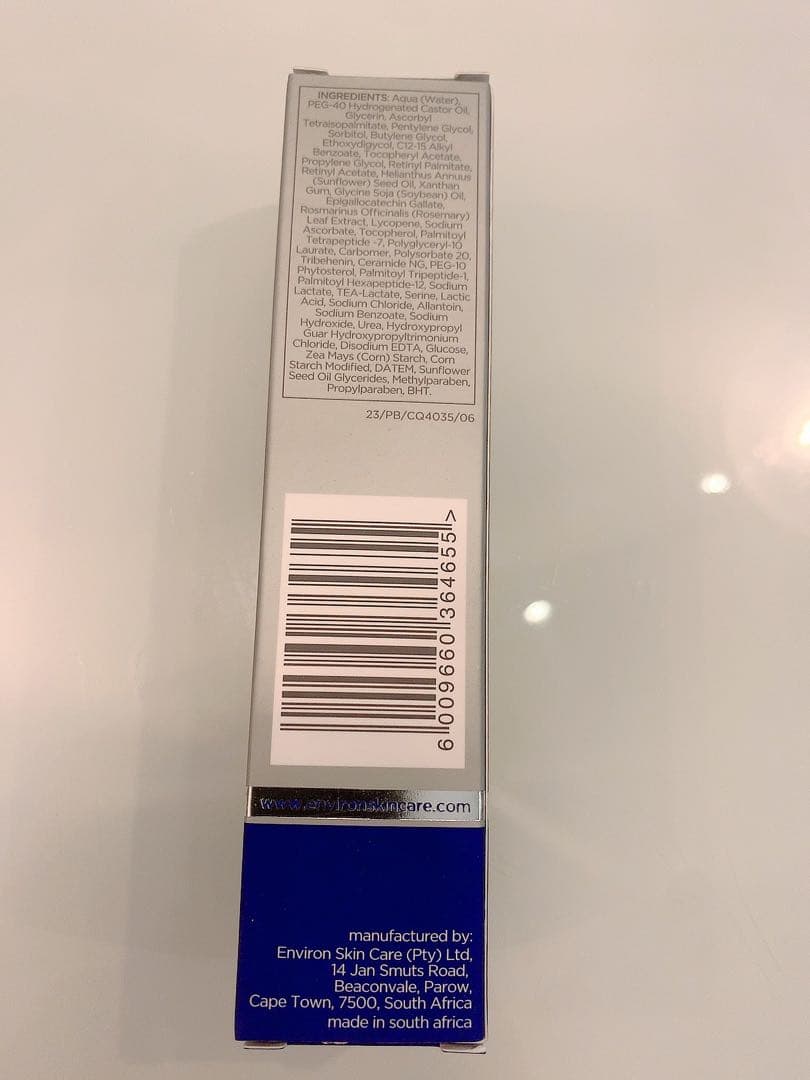 INGREDIENTS: Aqua (Water),
PEG-40 Hydrogenated Castor Oil,
Glycerin, Ascorbyl
Tetraisopalmitate, Pentylene Glycol,
Sorbitol, Butylene Glycol,
Ethoxydigycol, C12-15 Alkyl
Benzoate, Tocopheryl Acetate,
Propylene Glycol, Retinyl Palmitate,
Retinyl Acetate, Helianthus Annuus
(Sunflower) Seed Oil, Xanthan
Gum, Glycine Soja (Soybean) Oil,
Epigallocatechin Gallate,
Rosmarinus Officinalis (Rosemary)
Leaf Extract, Lycopene, Sodium
Ascorbate, Tocopherol, Palmitoyl
Tetrapeptide -7, Polyglyceryl-10
Laurate, Carbomer, Polysorbate 20,
Tribehenin, Ceramide NG, PEG-10
Phytosterol, Palmitoyl Tripeptide-1,
Palmitoyl Hexapeptide-12, Sodium
Lactate, TEA-Lactate, Serine, Lactic
Acid, Sodium Chloride, Allantoin,
Sodium Benzoate, Sodium
Hydroxide, Urea, Hydroxypropyl
Guar Hydroxypropyltrimonium
Chloride, Disodium EDTA, Glucose,
Zea Mays (Corn) Starch, Corn
Starch Modified, DATEM, Sunflower
Seed Oil Glycerides, Methylparaben,
Propylparaben, BHT.
23/PB/CQ4035/06
6 009660 364655 >
www.environskincare.com
manufactured by:
Environ Skin Care (Pty) Ltd,
14 Jan Smuts Road,
Beaconvale, Parow,
Cape Town, 7500, South Africa
made in south africa